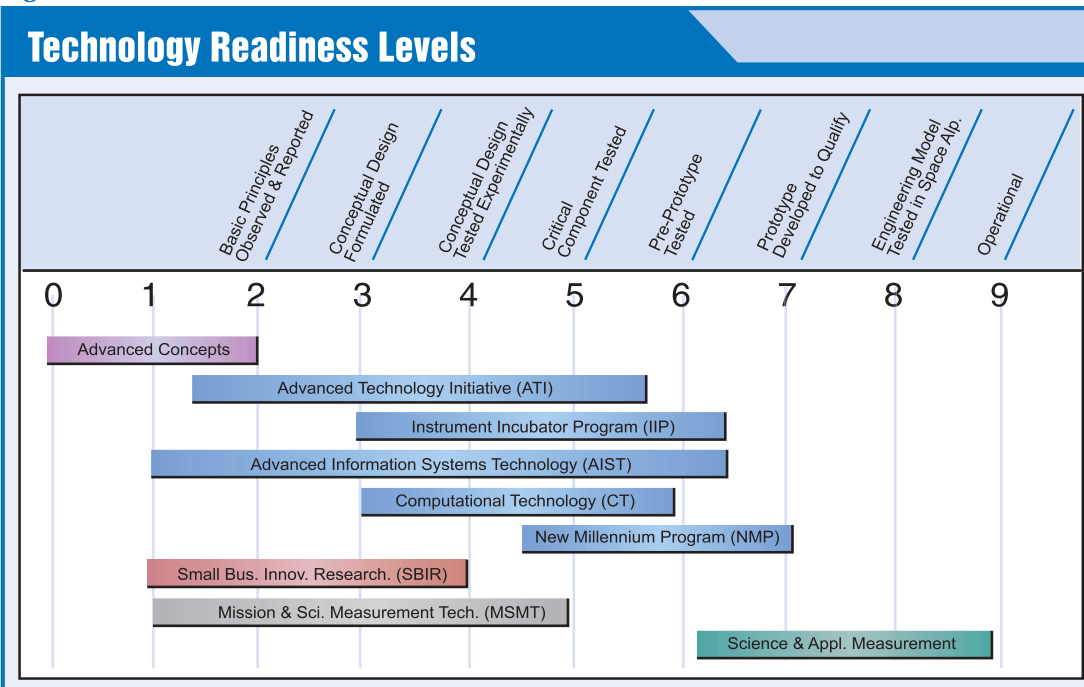 Technology Readiness Levels
Basic Principles
Observed & Reported
Conceptual Design
Formulated
Conceptual Design
Tested Experimentally
Critical
Component Tested
Pre-Prototype
Tested
Prototype
Developed to Qualify
Engineering Model
Tested in Space Alp.
Operational
0 1 2 3 4 5 6 7 8 9
Advanced Concepts
Advanced Technology Initiative (ATI)
Instrument Incubator Program (IIP)
Advanced Information Systems Technology (AIST)
Computational Technology (CT)
New Millennium Program (NMP)
Small Bus. Innov. Research. (SBIR)
Mission & Sci. Measurement Tech. (MSMT)
Science & Appl. Measurement